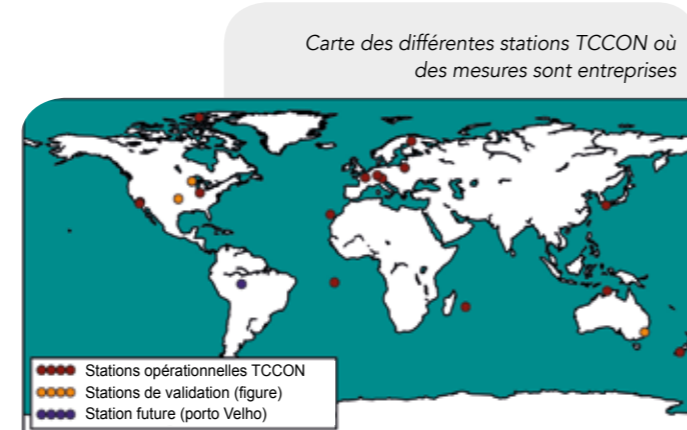 Carte des différentes stations TCCON où
des mesures sont entreprises
Stations opérationnelles TCCON
Stations de validation (figure)
Station future (porto Velho)